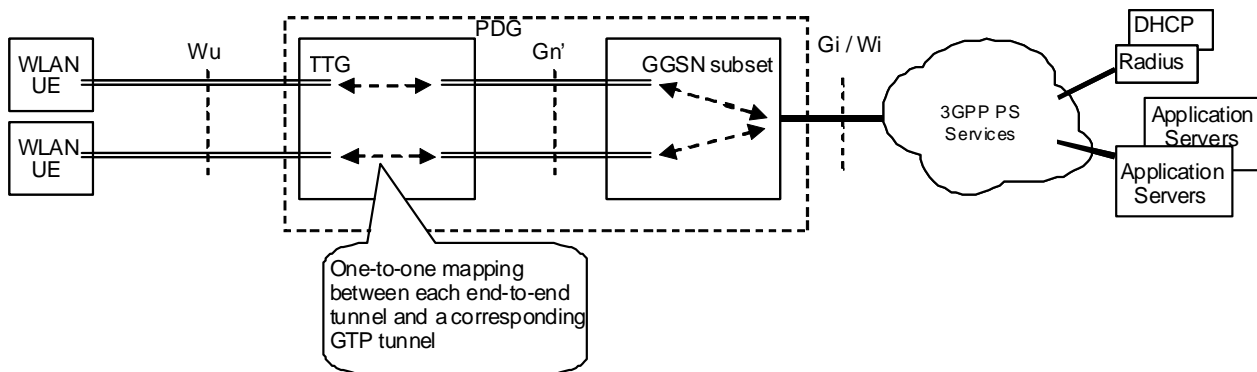 PDG
WLAN
UE
Wu
TTG
Gn'
GGSN subset
Gi / Wi
DHCP
Radius
3GPP PS
Services
WLAN
UE
Application
Servers
Application
Servers
One-to-one mapping
between each end-to-end
tunnel and a corresponding
GTP tunnel